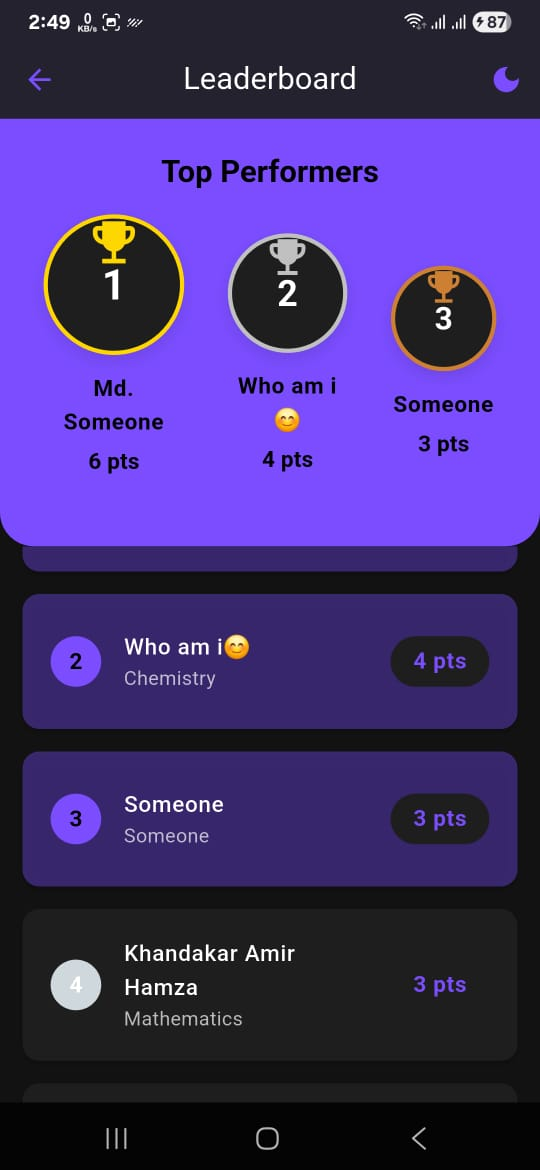 2:49 0 KB/s 87
Leaderboard
Top Performers
1
2
3
Md.
Someone
6 pts
Who am i
😊
4 pts
Someone
3 pts
2
Who am i😊
Chemistry
4 pts
3
Someone
Someone
3 pts
4
Khandakar Amir
Hamza
Mathematics
3 pts